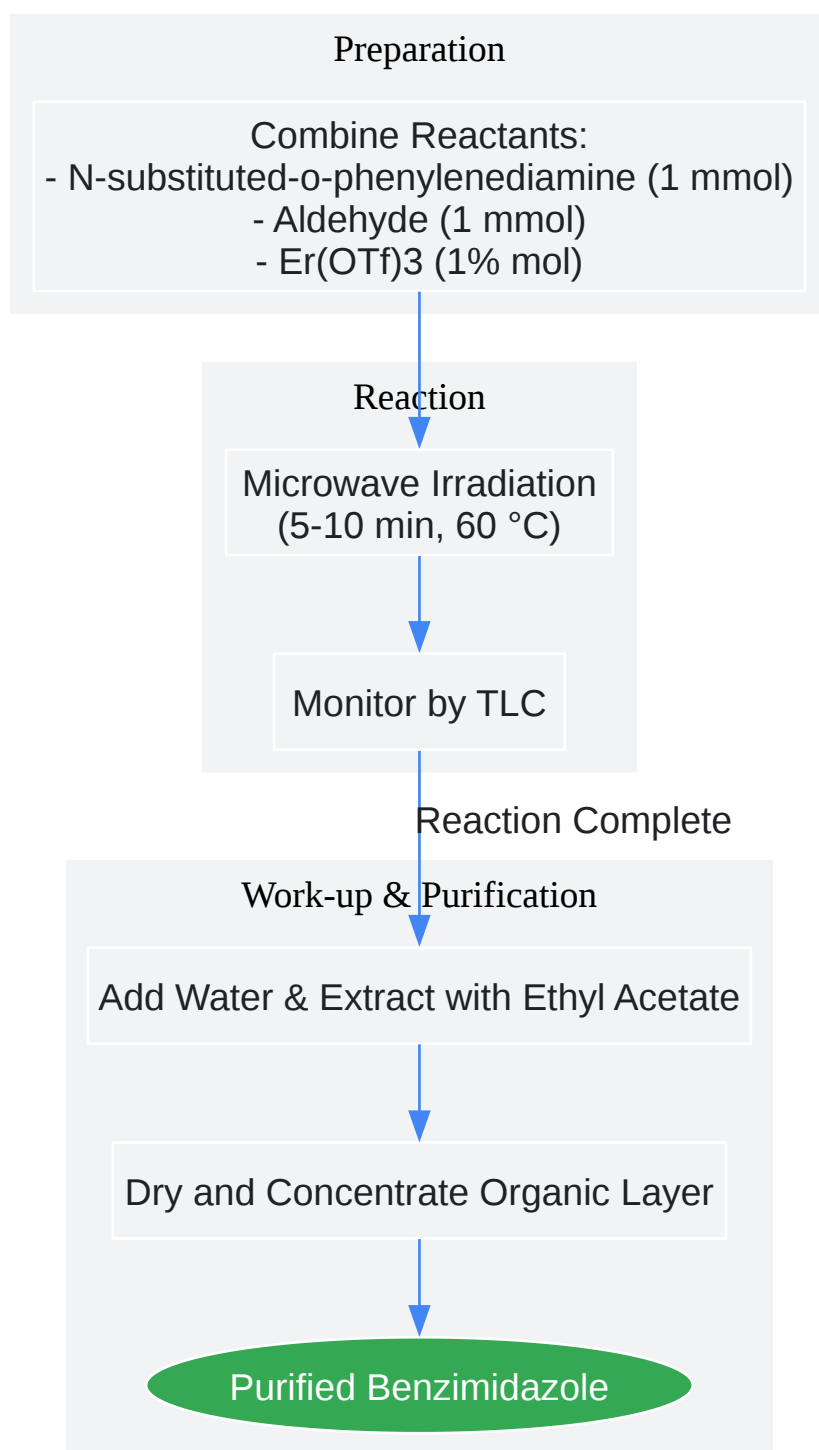 Preparation
Combine Reactants:
- N-substituted-o-phenylenediamine (1 mmol)
- Aldehyde (1 mmol)
- Er(OTf)3 (1% mol)
Reaction
Microwave Irradiation
(5-10 min, 60 °C)
Monitor by TLC
Reaction Complete
Work-up & Purification
Add Water & Extract with Ethyl Acetate
Dry and Concentrate Organic Layer
Purified Benzimidazole